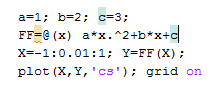 a=1; b=2; c=3;
FF=@(x) a*x.^2+b*x+c
X=-1:0.01:1; Y=FF(X);
plot(X,Y,'cs'); grid on